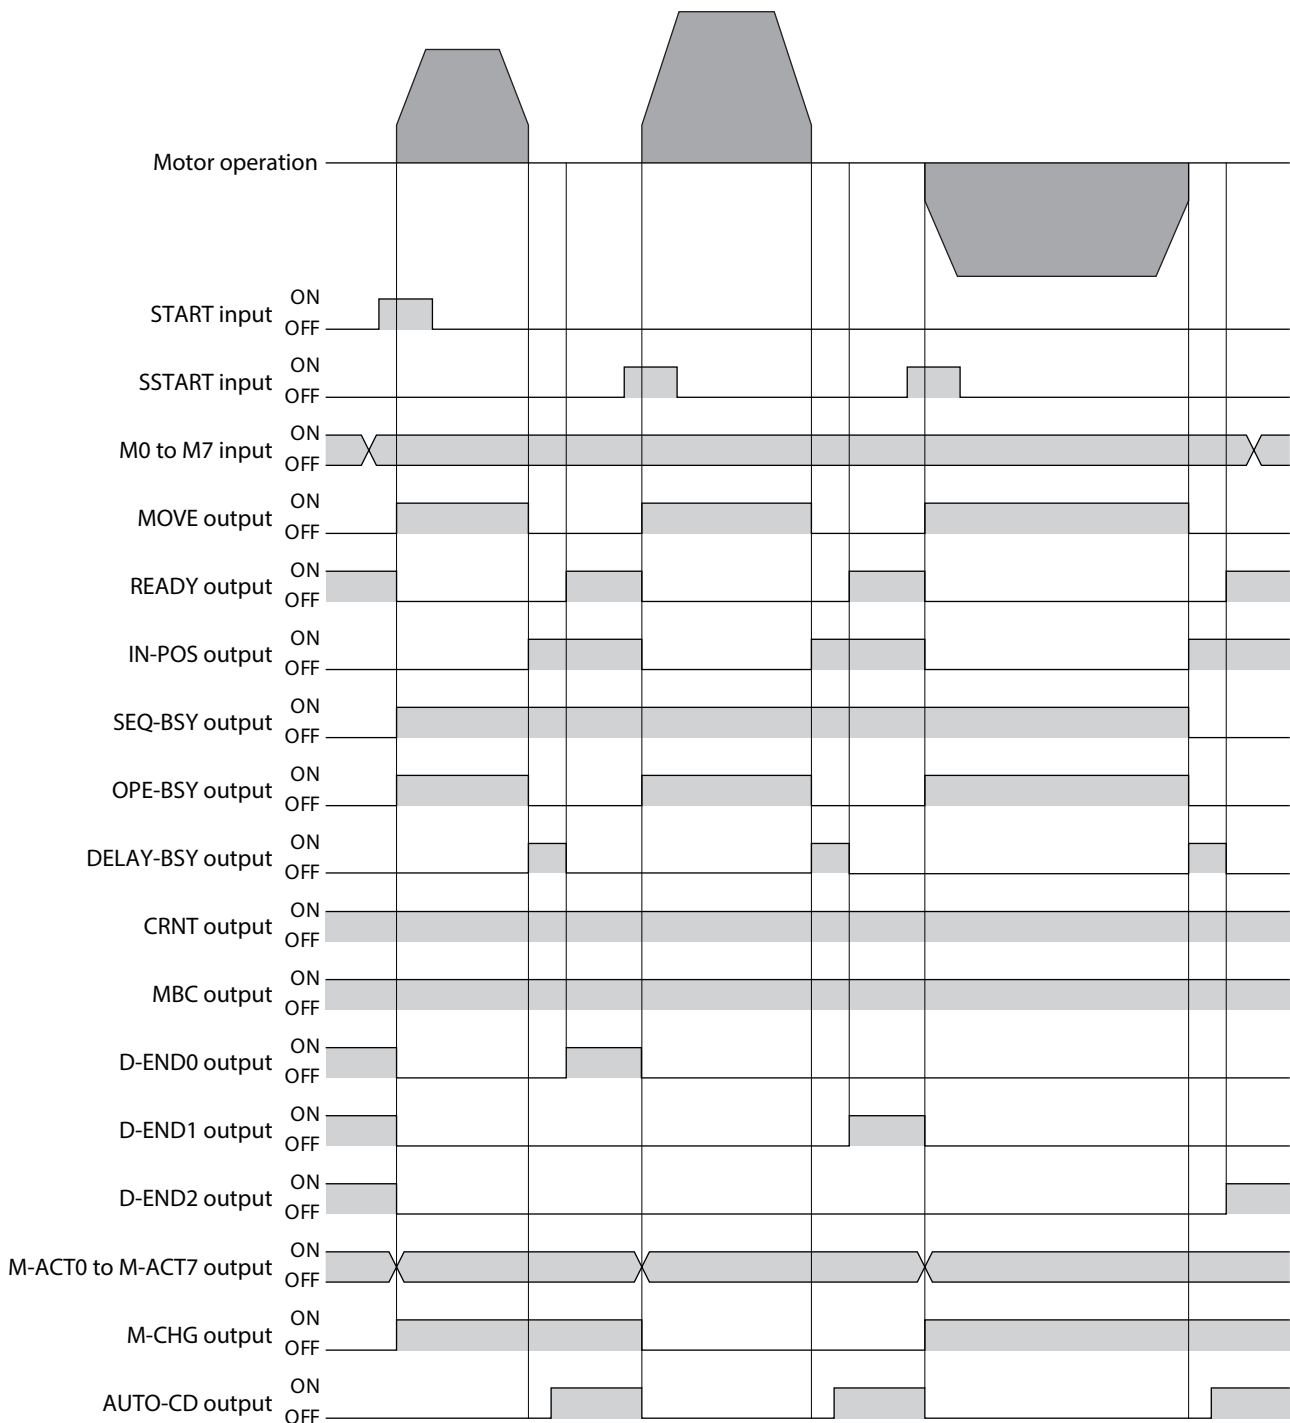 Motor operation
START input ON
OFF
SSTART input ON
OFF
M0 to M7 input ON
OFF
MOVE output ON
OFF
READY output ON
OFF
IN-POS output ON
OFF
SEQ-BSY output ON
OFF
OPE-BSY output ON
OFF
DELAY-BSY output ON
OFF
CRNT output ON
OFF
MBC output ON
OFF
D-END0 output ON
OFF
D-END1 output ON
OFF
D-END2 output ON
OFF
M-ACT0 to M-ACT7 output ON
OFF
M-CHG output ON
OFF
AUTO-CD output ON
OFF